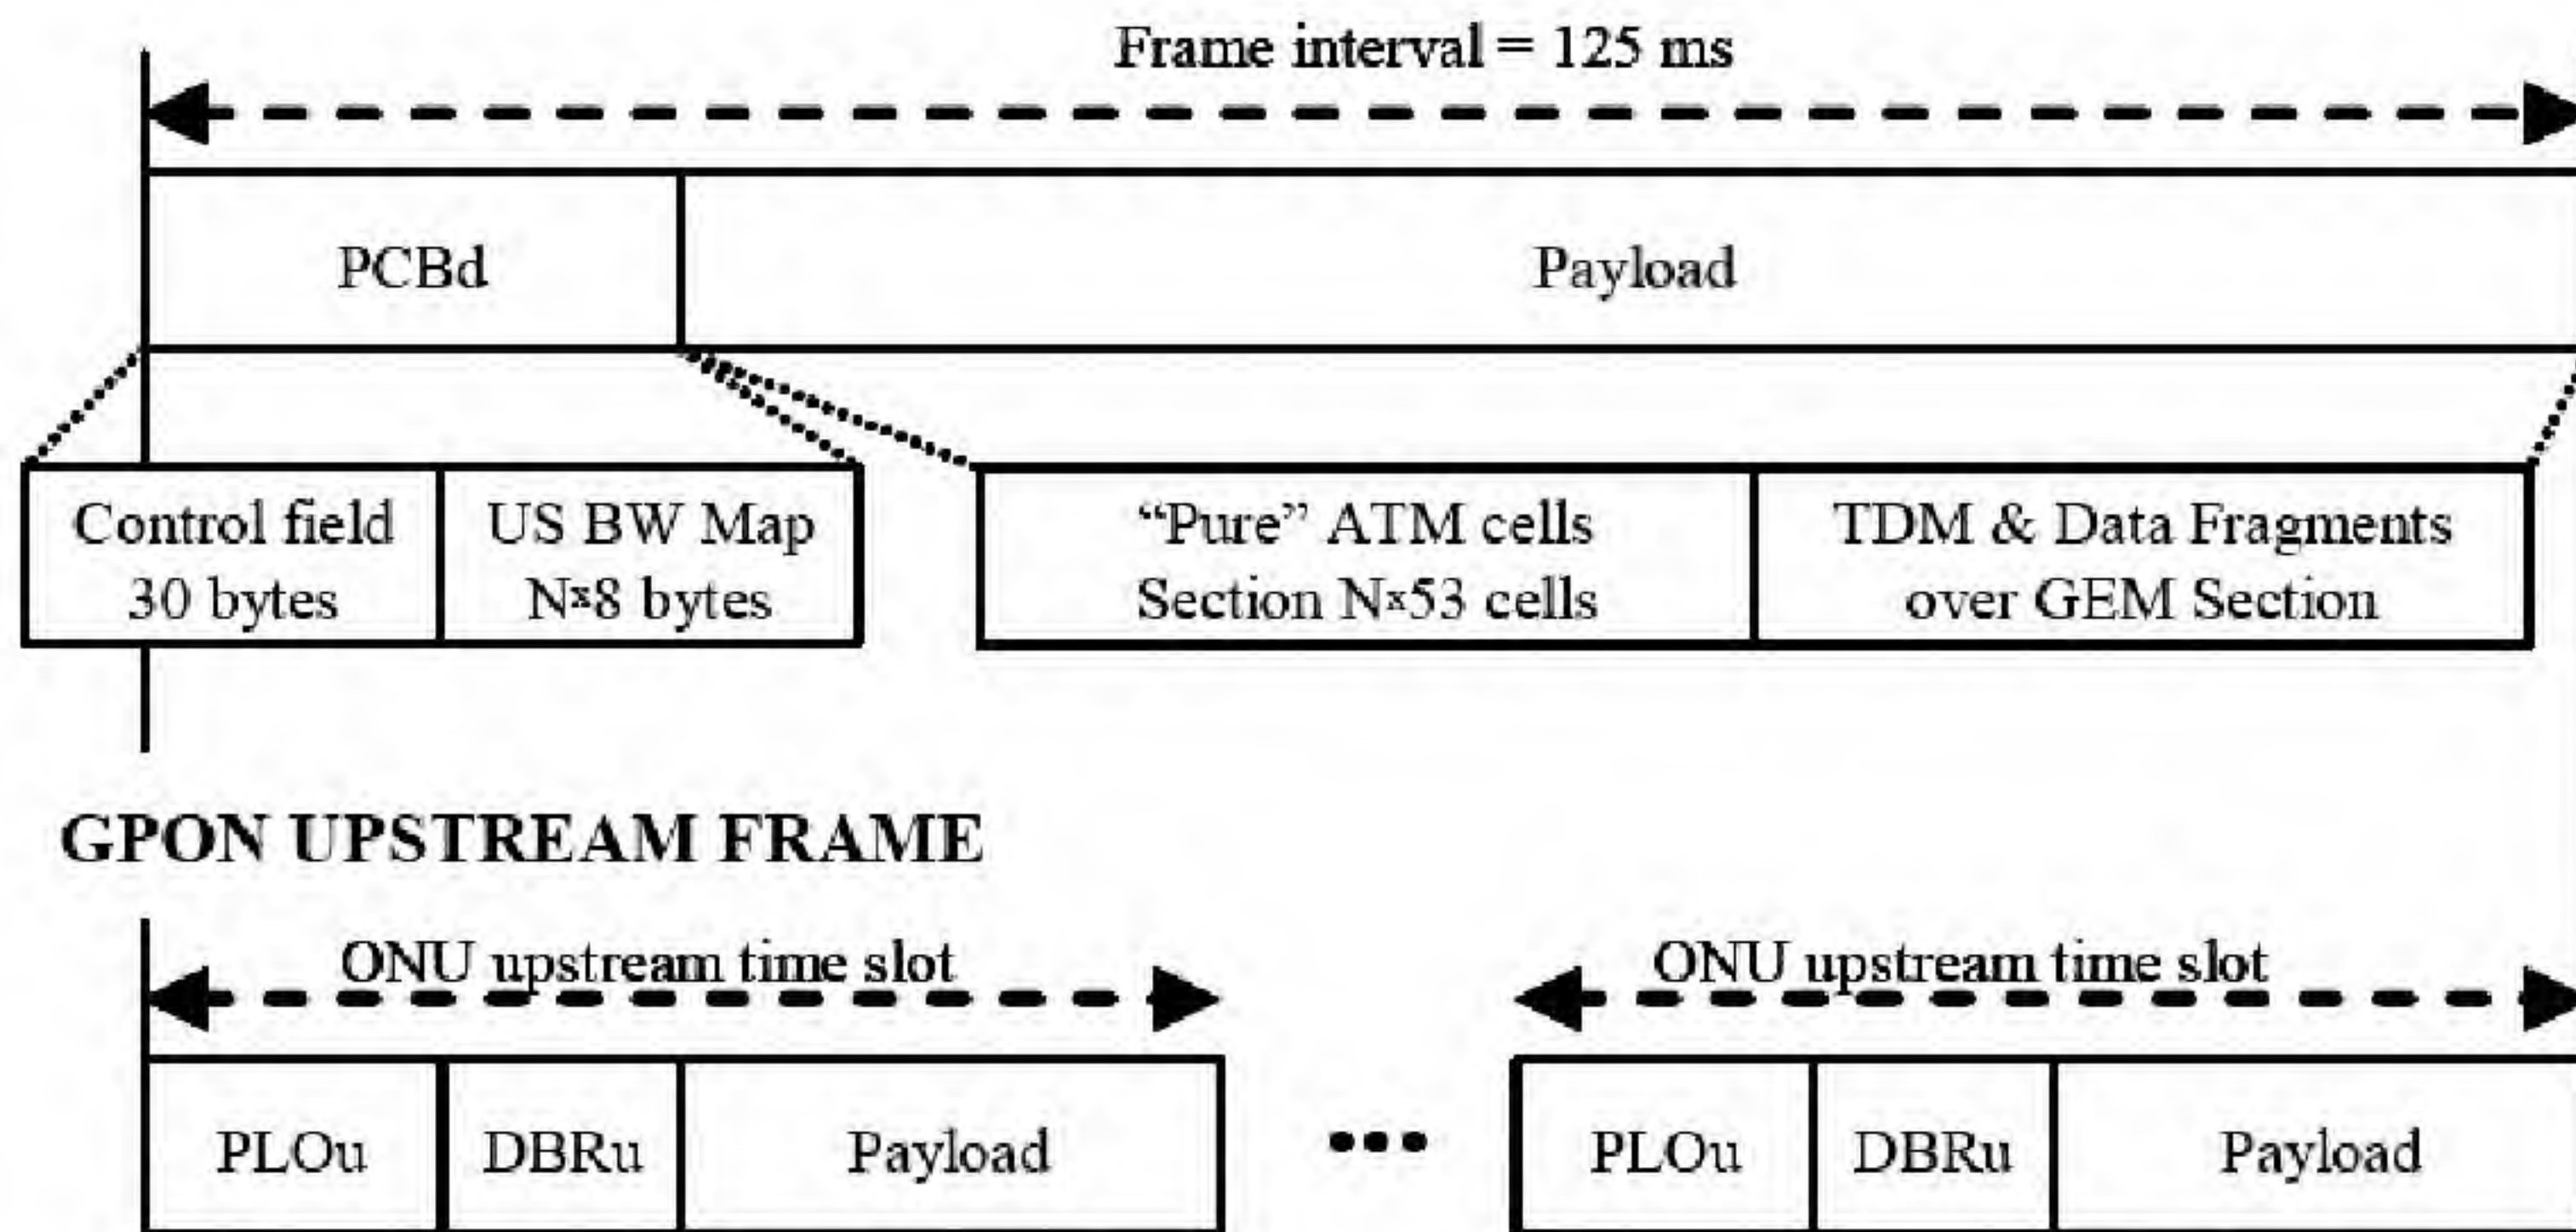 Frame interval = 125 ms
PCBd
Payload
Control field
30 bytes
US BW Map
N×8 bytes
“Pure” ATM cells
Section N×53 cells
TDM & Data Fragments
over GEM Section
GPON UPSTREAM FRAME
ONU upstream time slot
ONU upstream time slot
PLOu
DBRu
Payload
•••
PLOu
DBRu
Payload